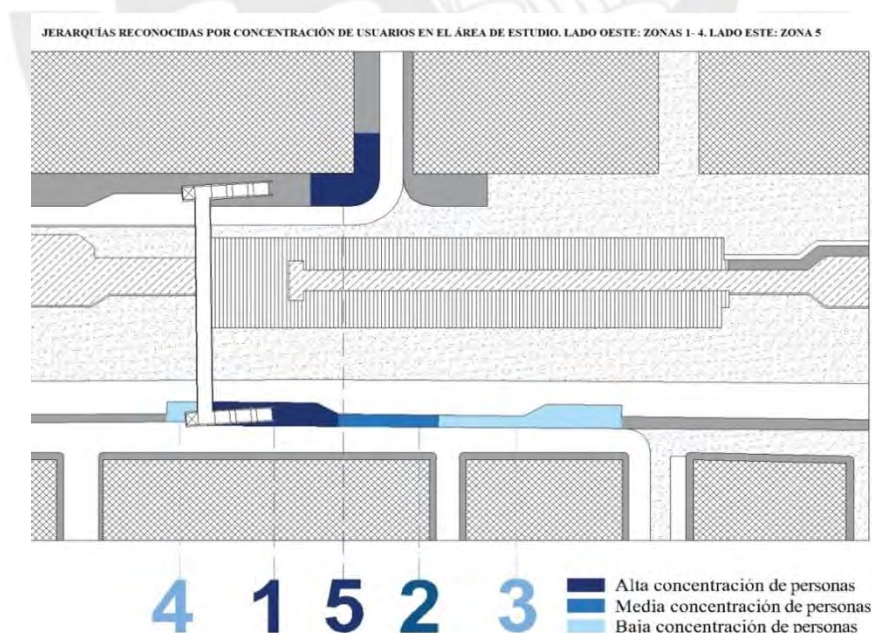 JERARQUÍAS RECONOCIDAS POR CONCENTRACIÓN DE USUARIOS EN EL ÁREA DE ESTUDIO. LADO OESTE: ZONAS 1- 4. LADO ESTE: ZONA 5
4 1 5 2 3
Alta concentración de personas
Media concentración de personas
Baja concentración de personas